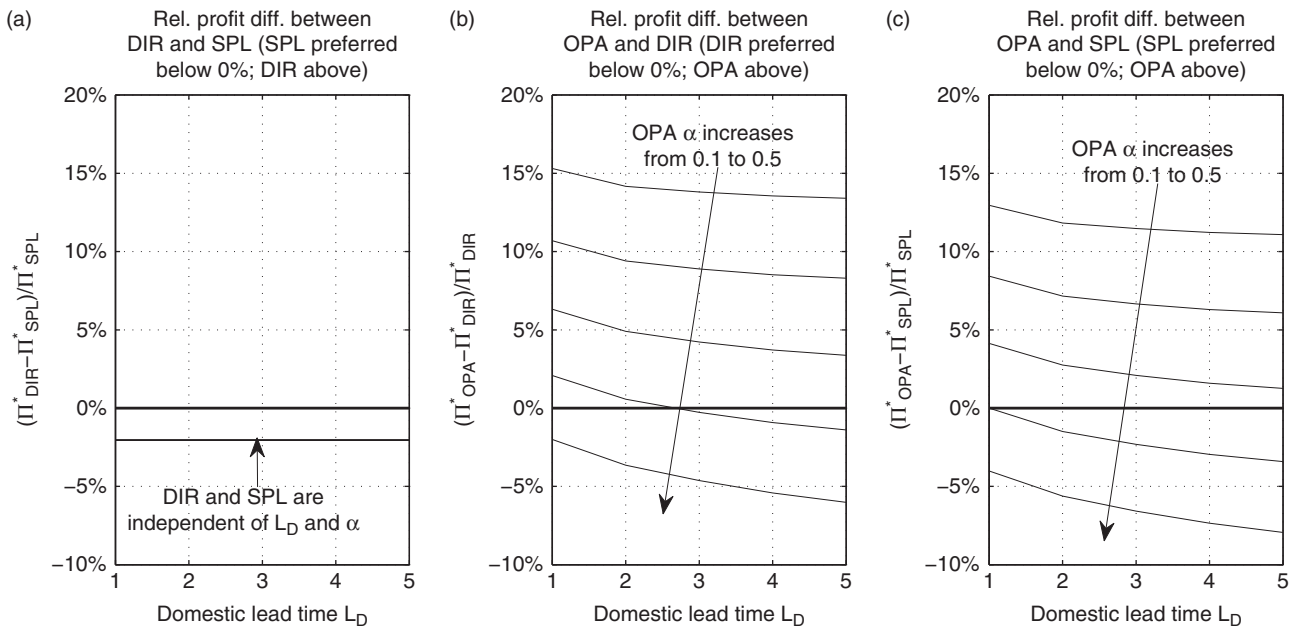 (a)
Rel. profit diff. between
DIR and SPL (SPL preferred
below 0%; DIR above)
20%
15%
10%
5%
0%
−5%
−10%
(Π*DIR−Π*SPL)/Π*SPL
DIR and SPL are
independent of LD and α
1 2 3 4 5
Domestic lead time LD
(b)
Rel. profit diff. between
OPA and DIR (DIR preferred
below 0%; OPA above)
20%
15%
10%
5%
0%
−5%
−10%
(Π*OPA−Π*DIR)/Π*DIR
OPA α increases
from 0.1 to 0.5
1 2 3 4 5
Domestic lead time LD
(c)
Rel. profit diff. between
OPA and SPL (SPL preferred
below 0%; OPA above)
20%
15%
10%
5%
0%
−5%
−10%
(Π*OPA−Π*SPL)/Π*SPL
OPA α increases
from 0.1 to 0.5
1 2 3 4 5
Domestic lead time LD